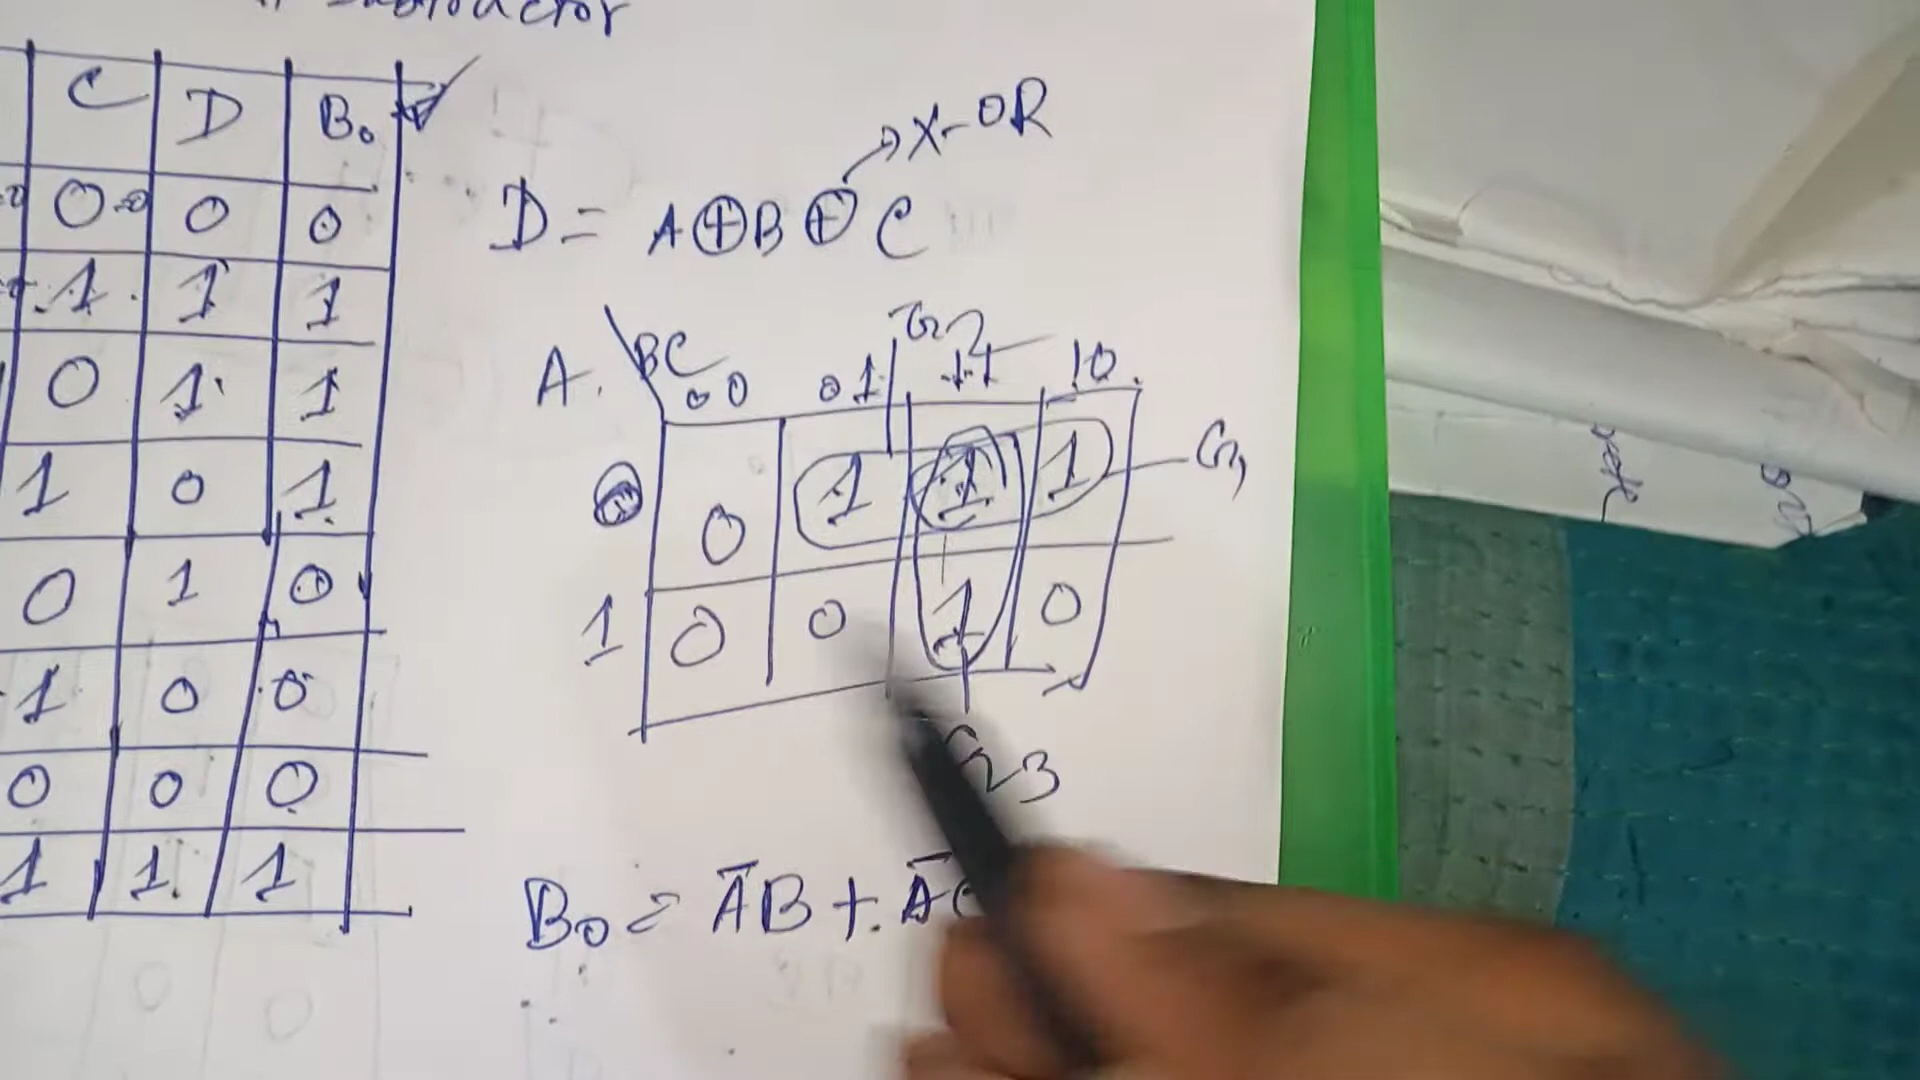 C D B₀
0 0 0
1 1 1
0 1 1
1 0 1
0 1 0
1 0 0
0 0 0
1 1 1
X-OR
D = A⊕B⊕C
G2
A. BC 00 01 11 10
0 0 1 1 1 G1
1 0 0 1 0
G3
B₀ = A̅B + A̅C